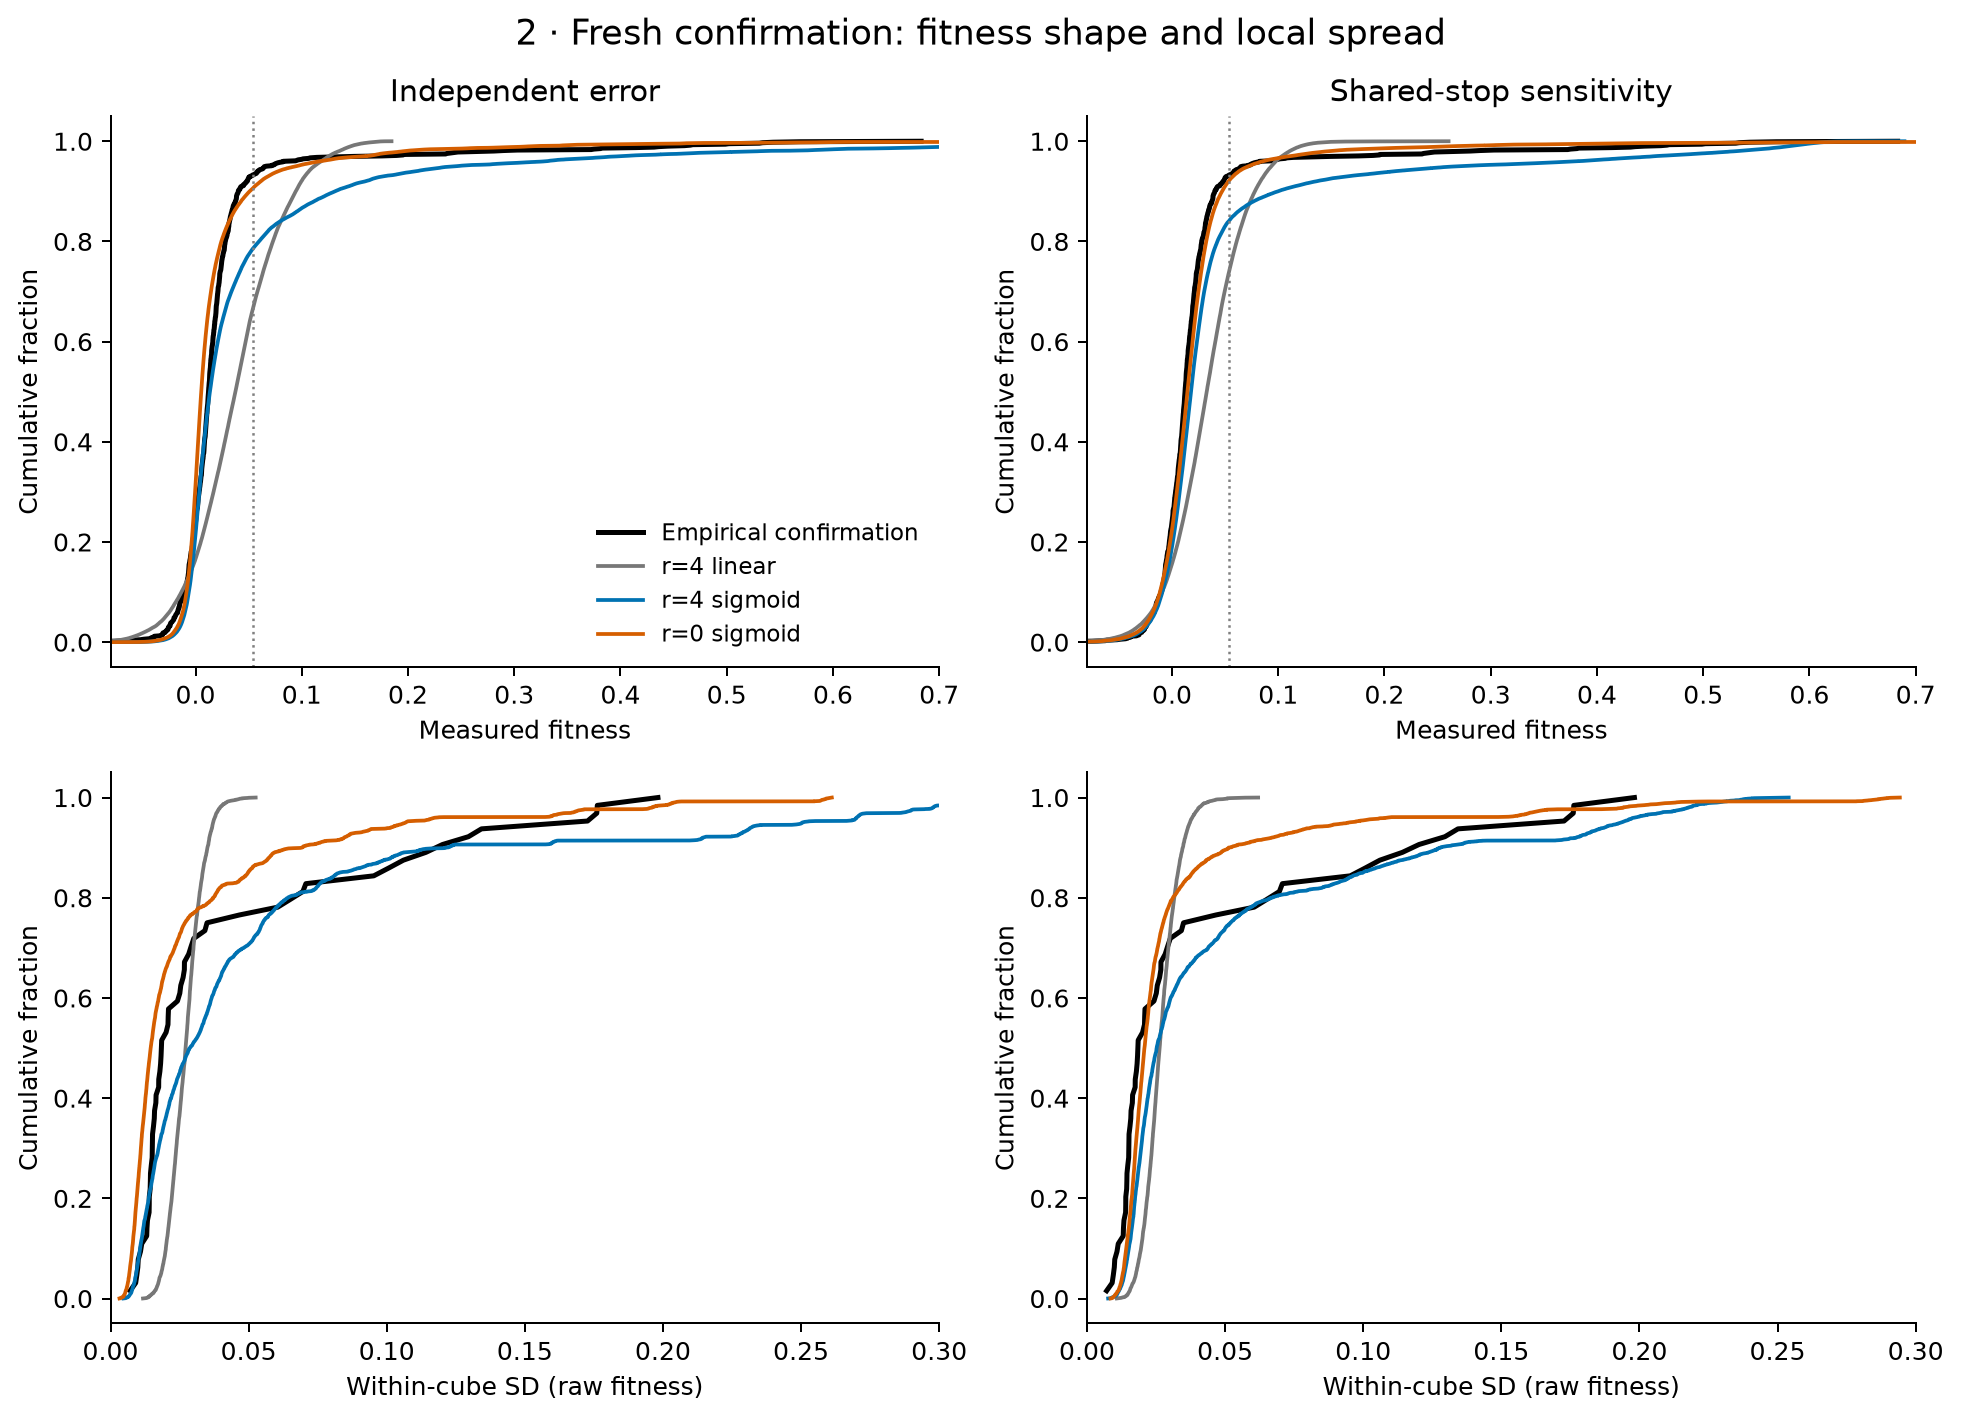 2 · Fresh confirmation: fitness shape and local spread
Independent error
Cumulative fraction
1.0
0.8
0.6
0.4
0.2
0.0
Empirical confirmation
r=4 linear
r=4 sigmoid
r=0 sigmoid
0.0 0.1 0.2 0.3 0.4 0.5 0.6 0.7
Measured fitness
Shared-stop sensitivity
Cumulative fraction
1.0
0.8
0.6
0.4
0.2
0.0
0.0 0.1 0.2 0.3 0.4 0.5 0.6 0.7
Measured fitness
Cumulative fraction
1.0
0.8
0.6
0.4
0.2
0.0
0.00 0.05 0.10 0.15 0.20 0.25 0.30
Within-cube SD (raw fitness)
Cumulative fraction
1.0
0.8
0.6
0.4
0.2
0.0
0.00 0.05 0.10 0.15 0.20 0.25 0.30
Within-cube SD (raw fitness)